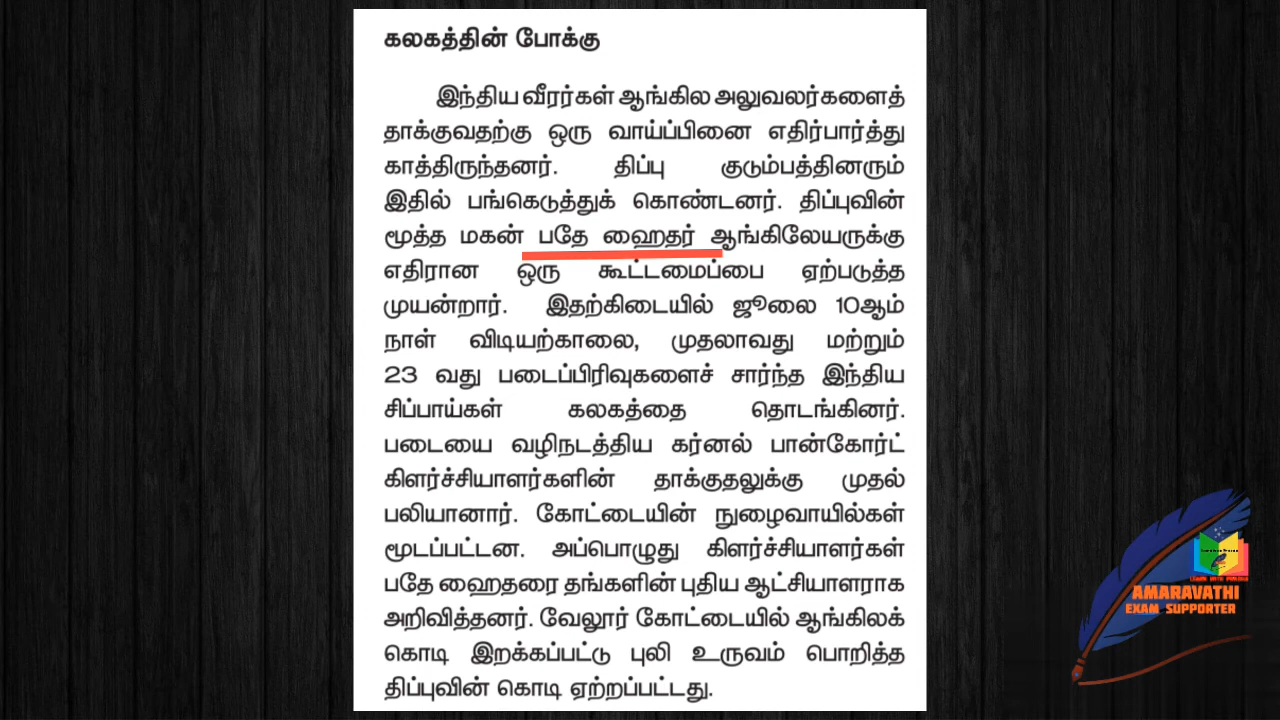 கலகத்தின் போக்கு
இந்திய வீரர்கள் ஆங்கில அலுவலர்களைத்
தாக்குவதற்கு ஒரு வாய்ப்பினை எதிர்பார்த்து
காத்திருந்தனர். திப்பு குடும்பத்தினரும்
இதில் பங்கெடுத்துக் கொண்டனர். திப்புவின்
மூத்த மகன் பதே ஹைதர் ஆங்கிலேயருக்கு
எதிரான ஒரு கூட்டமைப்பை ஏற்படுத்த
முயன்றார். இதற்கிடையில் ஜூலை 10ஆம்
நாள் விடியற்காலை, முதலாவது மற்றும்
23 வது படைப்பிரிவுகளைச் சார்ந்த இந்திய
சிப்பாய்கள் கலகத்தை தொடங்கினர்.
படையை வழிநடத்திய கர்னல் பான்கோர்ட்
கிளர்ச்சியாளர்களின் தாக்குதலுக்கு முதல்
பலியானார். கோட்டையின் நுழைவாயில்கள்
மூடப்பட்டன. அப்பொழுது கிளர்ச்சியாளர்கள்
பதே ஹைதரை தங்களின் புதிய ஆட்சியாளராக
அறிவித்தனர். வேலூர் கோட்டையில் ஆங்கிலக்
கொடி இறக்கப்பட்டு புலி உருவம் பொறித்த
திப்புவின் கொடி ஏற்றப்பட்டது.
AMARAVATHI
EXAM SUPPORTER